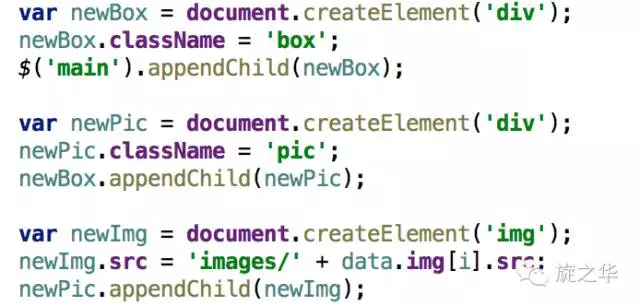 var newBox = document.createElement('div');
newBox.className = 'box';
$('main').appendChild(newBox);
var newPic = document.createElement('div');
newPic.className = 'pic';
newBox.appendChild(newPic);
var newImg = document.createElement('img');
newImg.src = 'images/' + data.img[i].src;
newPic.appendChild(newImg);
旋之华